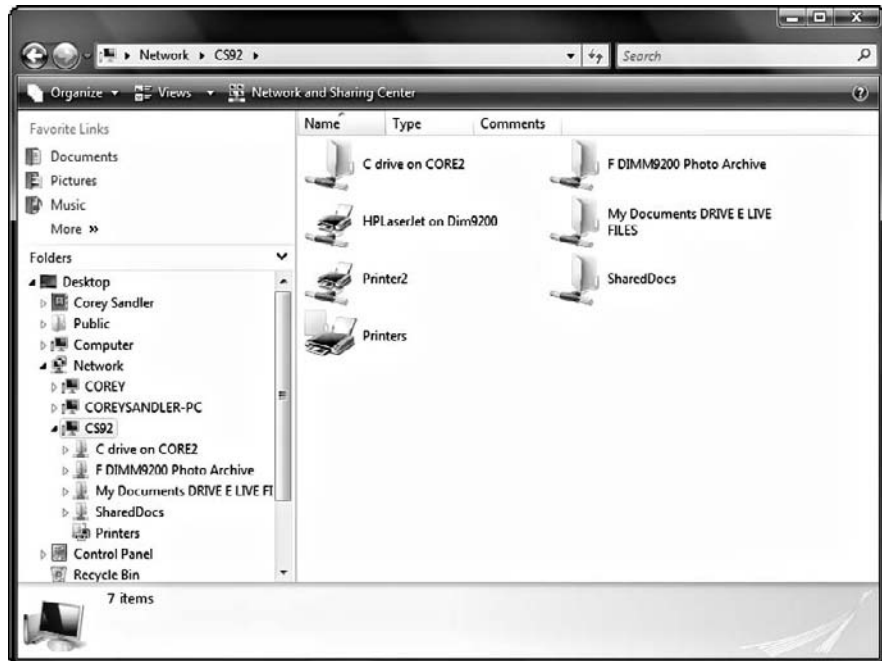 Network ▸ CS92 ▸
Search
Organize Views Network and Sharing Center
Favorite Links
Documents
Pictures
Music
More »
Folders
Desktop
Corey Sandler
Public
Computer
Network
COREY
COREYSANDLER-PC
CS92
C drive on CORE2
F DIMM9200 Photo Archive
My Documents DRIVE E LIVE FI
SharedDocs
Printers
Control Panel
Recycle Bin
Name Type Comments
C drive on CORE2
F DIMM9200 Photo Archive
HPLaserJet on Dim9200
My Documents DRIVE E LIVE
FILES
Printer2
SharedDocs
Printers
7 items